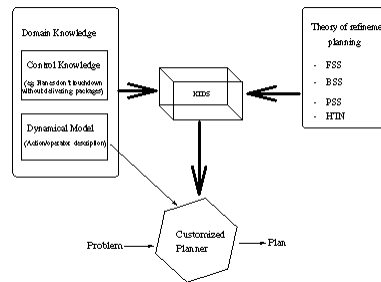 Domain Knowledge
Control Knowledge
(eg. Planes don't touchdown
without delivering packages)
Dynamical Model
(Action/operator description)
KIDS
Theory of refinement
planning
- FSS
- BSS
- PSS
- HTN
Problem
Customized
Planner
Plan